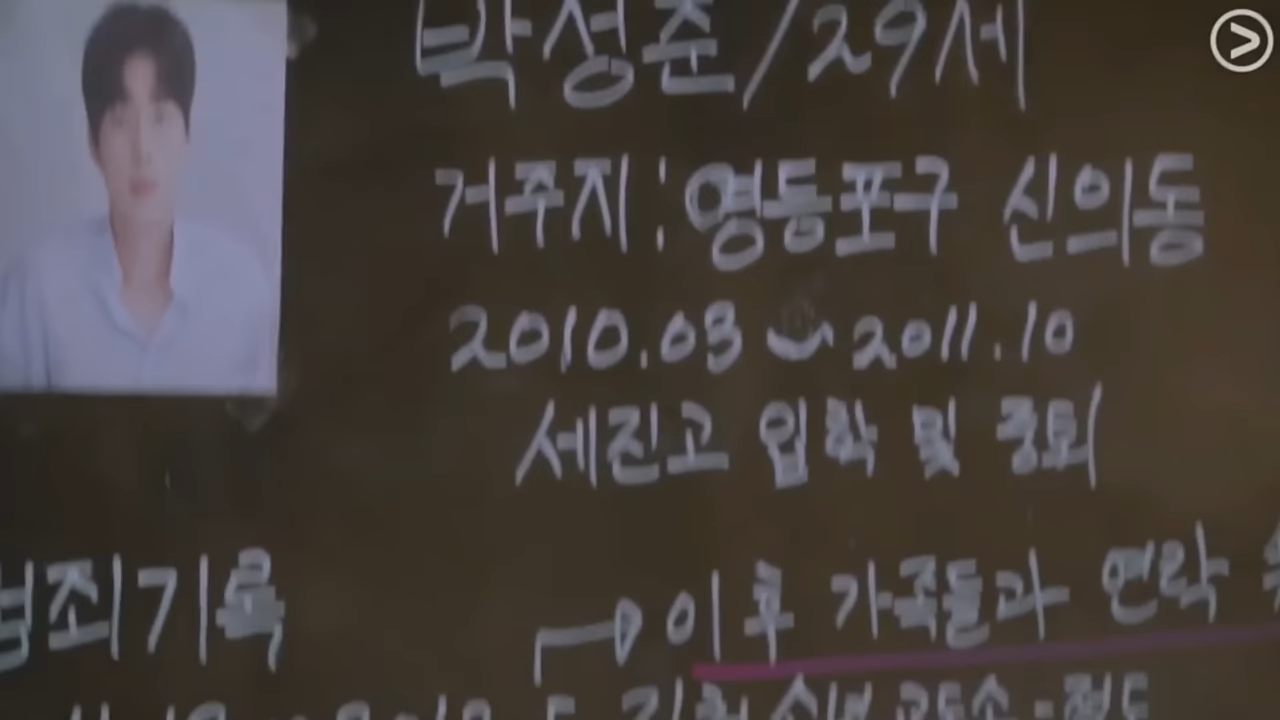 박성준/29세
거주지:영등포구 신의동
2010.03~2011.10
세진고 입학 및 중퇴
범죄기록
이후 가족들과 연락